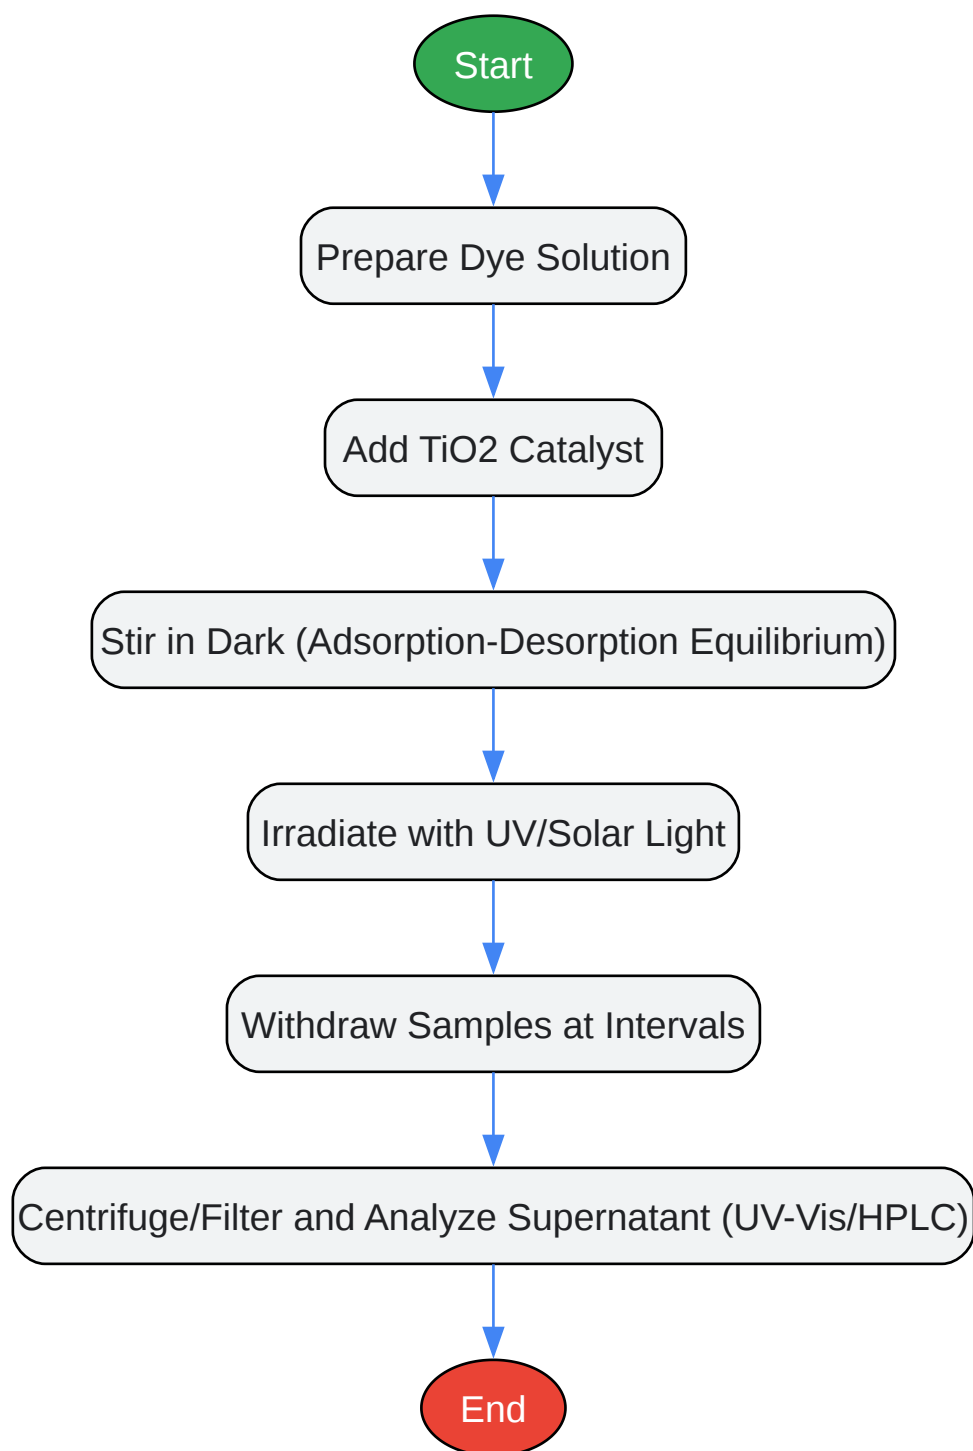 Start
Prepare Dye Solution
Add TiO2 Catalyst
Stir in Dark (Adsorption-Desorption Equilibrium)
Irradiate with UV/Solar Light
Withdraw Samples at Intervals
Centrifuge/Filter and Analyze Supernatant (UV-Vis/HPLC)
End